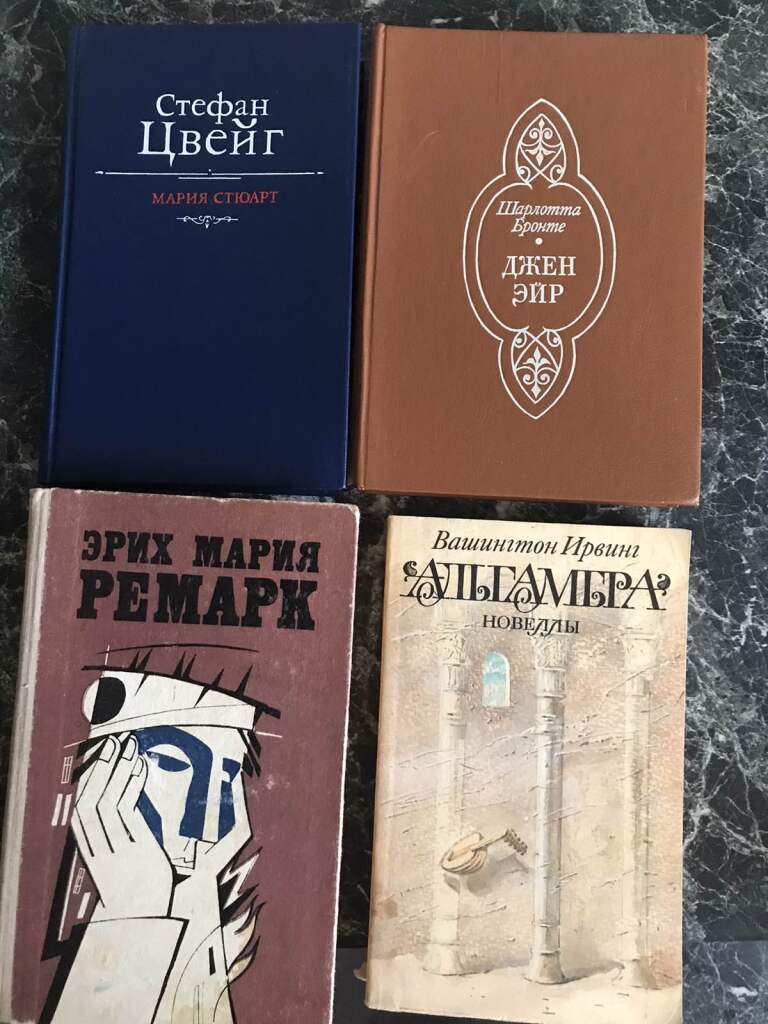 Стефан
Цвейг
МАРИЯ СТЮАРТ
Шарлотта
Бронте
ДЖЕН
ЭЙР
ЭРИХ МАРИЯ
РЕМАРК
Вашингтон Ирвинг
АЛЬГАМБРА
НОВЕЛЛЫ